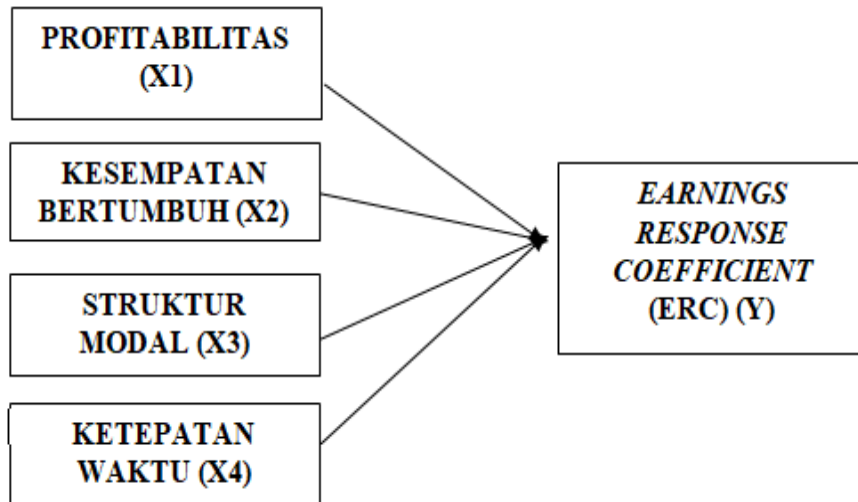 PROFITABILITAS
(X1)
KESEMPATAN
BERTUMBUH (X2)
STRUKTUR
MODAL (X3)
KETEPATAN
WAKTU (X4)
EARNINGS
RESPONSE
COEFFICIENT
(ERC) (Y)